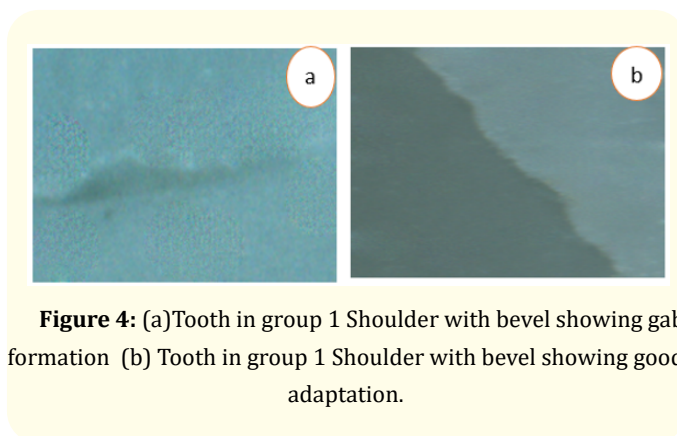 a
b
Figure 4: (a)Tooth in group 1 Shoulder with bevel showing gab
formation (b) Tooth in group 1 Shoulder with bevel showing good
adaptation.